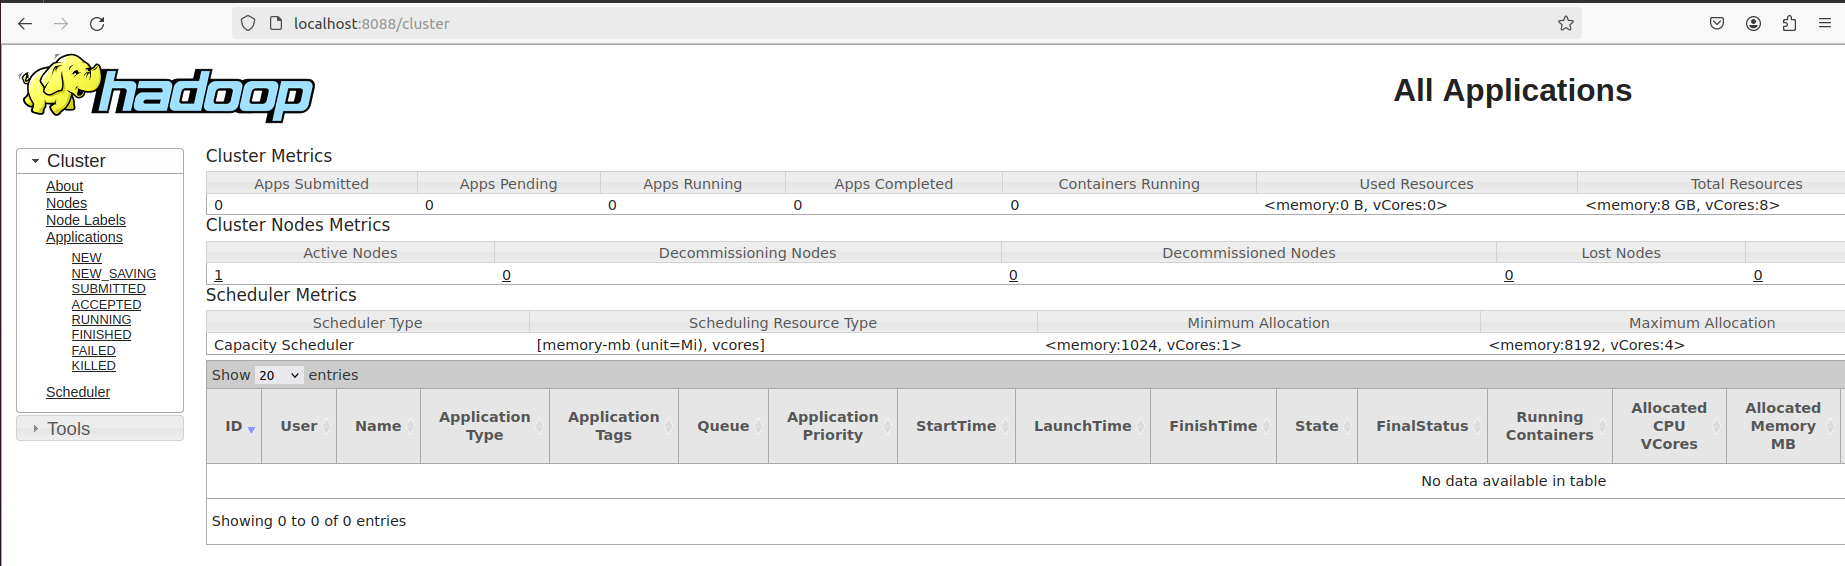 localhost:8088/cluster
hadoop
All Applications
Cluster
About
Nodes
Node Labels
Applications
NEW
NEW_SAVING
SUBMITTED
ACCEPTED
RUNNING
FINISHED
FAILED
KILLED
Scheduler
Tools
Cluster Metrics
Apps Submitted Apps Pending Apps Running Apps Completed Containers Running Used Resources Total Resources
0 0 0 0 0 <memory:0 B, vCores:0> <memory:8 GB, vCores:8>
Cluster Nodes Metrics
Active Nodes Decommissioning Nodes Decommissioned Nodes Lost Nodes
1 0 0 0 0
Scheduler Metrics
Scheduler Type Scheduling Resource Type Minimum Allocation Maximum Allocation
Capacity Scheduler [memory-mb (unit=Mi), vcores] <memory:1024, vCores:1> <memory:8192, vCores:4>
Show 20 entries
ID User Name Application Type Application Tags Queue Application Priority StartTime LaunchTime FinishTime State FinalStatus Running Containers Allocated CPU VCores Allocated Memory MB
No data available in table
Showing 0 to 0 of 0 entries